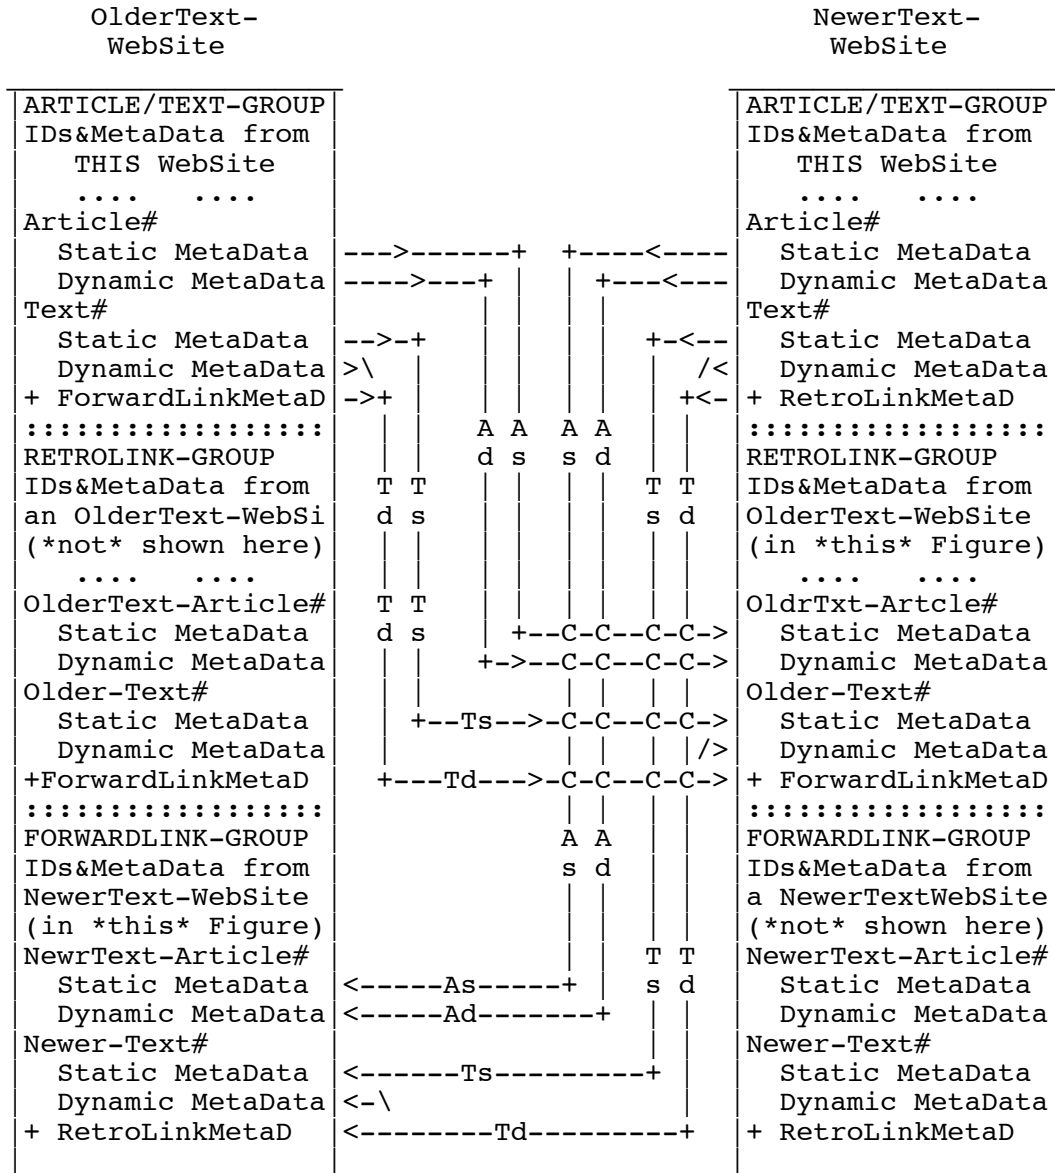 OlderText-                               NewerText-
      WebSite                                  WebSite
 ____________________                       ____________________
|ARTICLE/TEXT-GROUP|                       |ARTICLE/TEXT-GROUP
|IDs&MetaData from |                       |IDs&MetaData from
|   THIS WebSite   |                       |   THIS WebSite
|   ....   ....    |                       |   ....   ....
|Article#          |                       |Article#
|  Static MetaData |--->------+  +----<----|  Static MetaData
|  Dynamic MetaData|---->---+ |  | +---<---|  Dynamic MetaData
|Text#             |        | |  | |       |Text#
|  Static MetaData |-->-+   | |  | |  +-<--|  Static MetaData
|  Dynamic MetaData|>\  |   | |  | |  |  /<|  Dynamic MetaData
|+ ForwardLinkMetaD|->+ |   | |  | |  | +<-|+ RetroLinkMetaD
|::::::::::::::::::|  | |   A A  A A  | |  |::::::::::::::::::
|RETROLINK-GROUP   |  | |   d s  s d  | |  |RETROLINK-GROUP
|IDs&MetaData from |  T T   | |  | |  T T  |IDs&MetaData from
|an OlderText-WebSi|  d s   | |  | |  s d  |OlderText-WebSite
|(*not* shown here)|  | |   | |  | |  | |  |(in *this* Figure)
|   ....   ....    |  | |   | |  | |  | |  |   ....   ....
|OlderText-Article#|  T T   | |  | |  | |  |OldrTxt-Artcle#
|  Static MetaData |  d s   | +--C-C--C-C->|  Static MetaData
|  Dynamic MetaData|  | |   +->--C-C--C-C->|  Dynamic MetaData
|Older-Text#       |  | |        | |  | |  |Older-Text#
|  Static MetaData |  | +--Ts-->-C-C--C-C->|  Static MetaData
|  Dynamic MetaData|  |          | |  | |/>|  Dynamic MetaData
|+ForwardLinkMetaD |  +---Td--->-C-C--C-C->|+ ForwardLinkMetaD
|::::::::::::::::::|             | |  | |  |::::::::::::::::::
|FORWARDLINK-GROUP |             A A  | |  |FORWARDLINK-GROUP
|IDs&MetaData from |             s d  | |  |IDs&MetaData from
|NewerText-WebSite |             | |  | |  |a NewerTextWebSite
|(in *this* Figure)|             | |  | |  |(*not* shown here)
|NewrText-Article# |             | |  T T  |NewerText-Article#
|  Static MetaData |<-----As-----+ |  s d  |  Static MetaData
|  Dynamic MetaData|<-----Ad-------+  | |  |  Dynamic MetaData
|Newer-Text#       |                  | |  |Newer-Text#
|  Static MetaData |<------Ts---------+ |  |  Static MetaData
|  Dynamic MetaData|<-\                 |  |  Dynamic MetaData
|+ RetroLinkMetaD  |<--------Td---------+  |+ RetroLinkMetaD